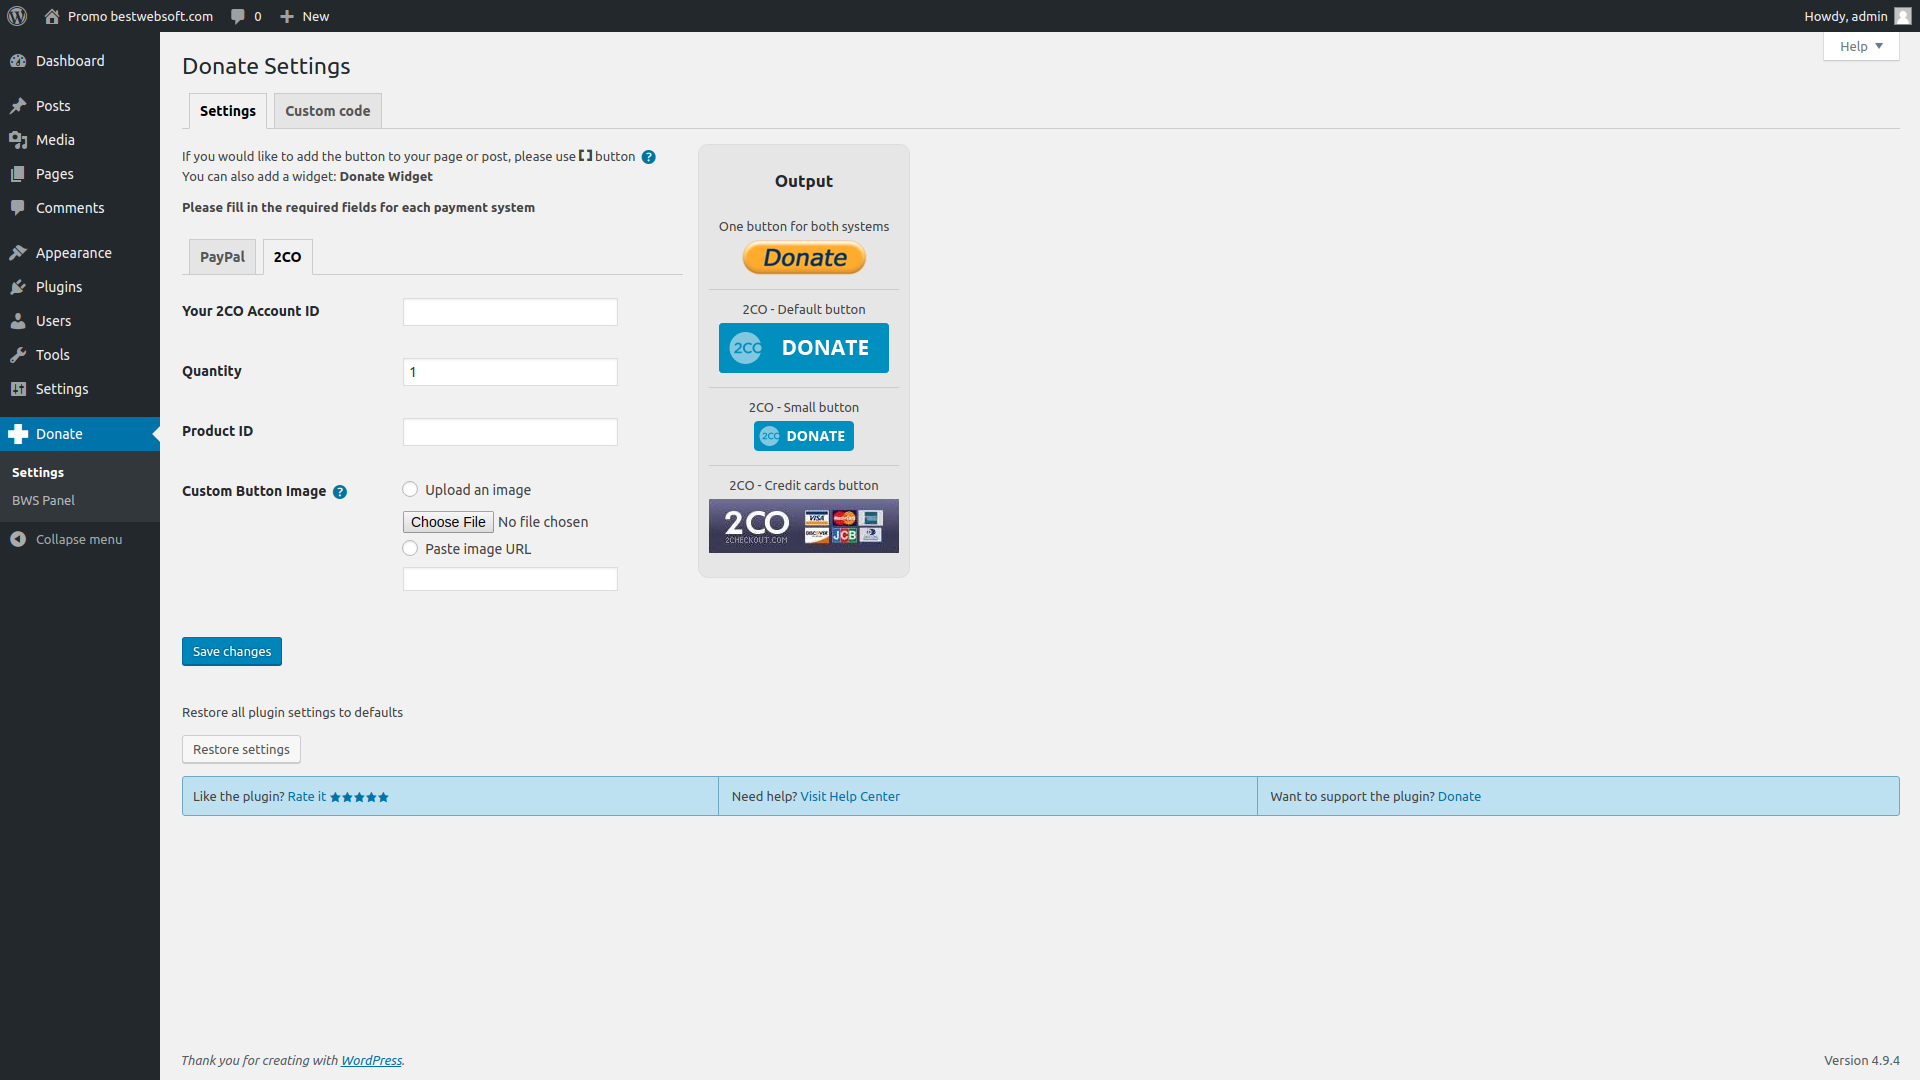 Promo bestwebsoft.com 0 New Howdy, admin
Help
Dashboard
Posts
Media
Pages
Comments
Appearance
Plugins
Users
Tools
Settings
Donate
Settings
BWS Panel
Collapse menu
Donate Settings
Settings Custom code
If you would like to add the button to your page or post, please use button ?
You can also add a widget: Donate Widget
Please fill in the required fields for each payment system
PayPal 2CO
Your 2CO Account ID
Quantity 1
Product ID
Custom Button Image ? Upload an image
Choose File No file chosen
Paste image URL
Save changes
Restore all plugin settings to defaults
Restore settings
Output
One button for both systems
Donate
2CO - Default button
2CO DONATE
2CO - Small button
2CO DONATE
2CO - Credit cards button
2CO VISA MasterCard
2CHECKOUT.COM DISCOVER JCB
Like the plugin? Rate it ★★★★★ Need help? Visit Help Center Want to support the plugin? Donate
Thank you for creating with WordPress. Version 4.9.4